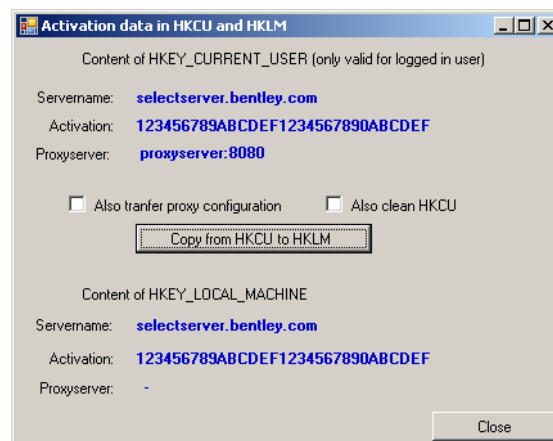 Activation data in HKCU and HKLM
Content of HKEY_CURRENT_USER (only valid for logged in user)
Servername: selectserver.bentley.com
Activation: 123456789ABCDEF1234567890ABCDEF
Proxyserver: proxyserver:8080
Also tranfer proxy configuration Also clean HKCU
Copy from HKCU to HKLM
Content of HKEY_LOCAL_MACHINE
Servername: selectserver.bentley.com
Activation: 123456789ABCDEF1234567890ABCDEF
Proxyserver: -
Close